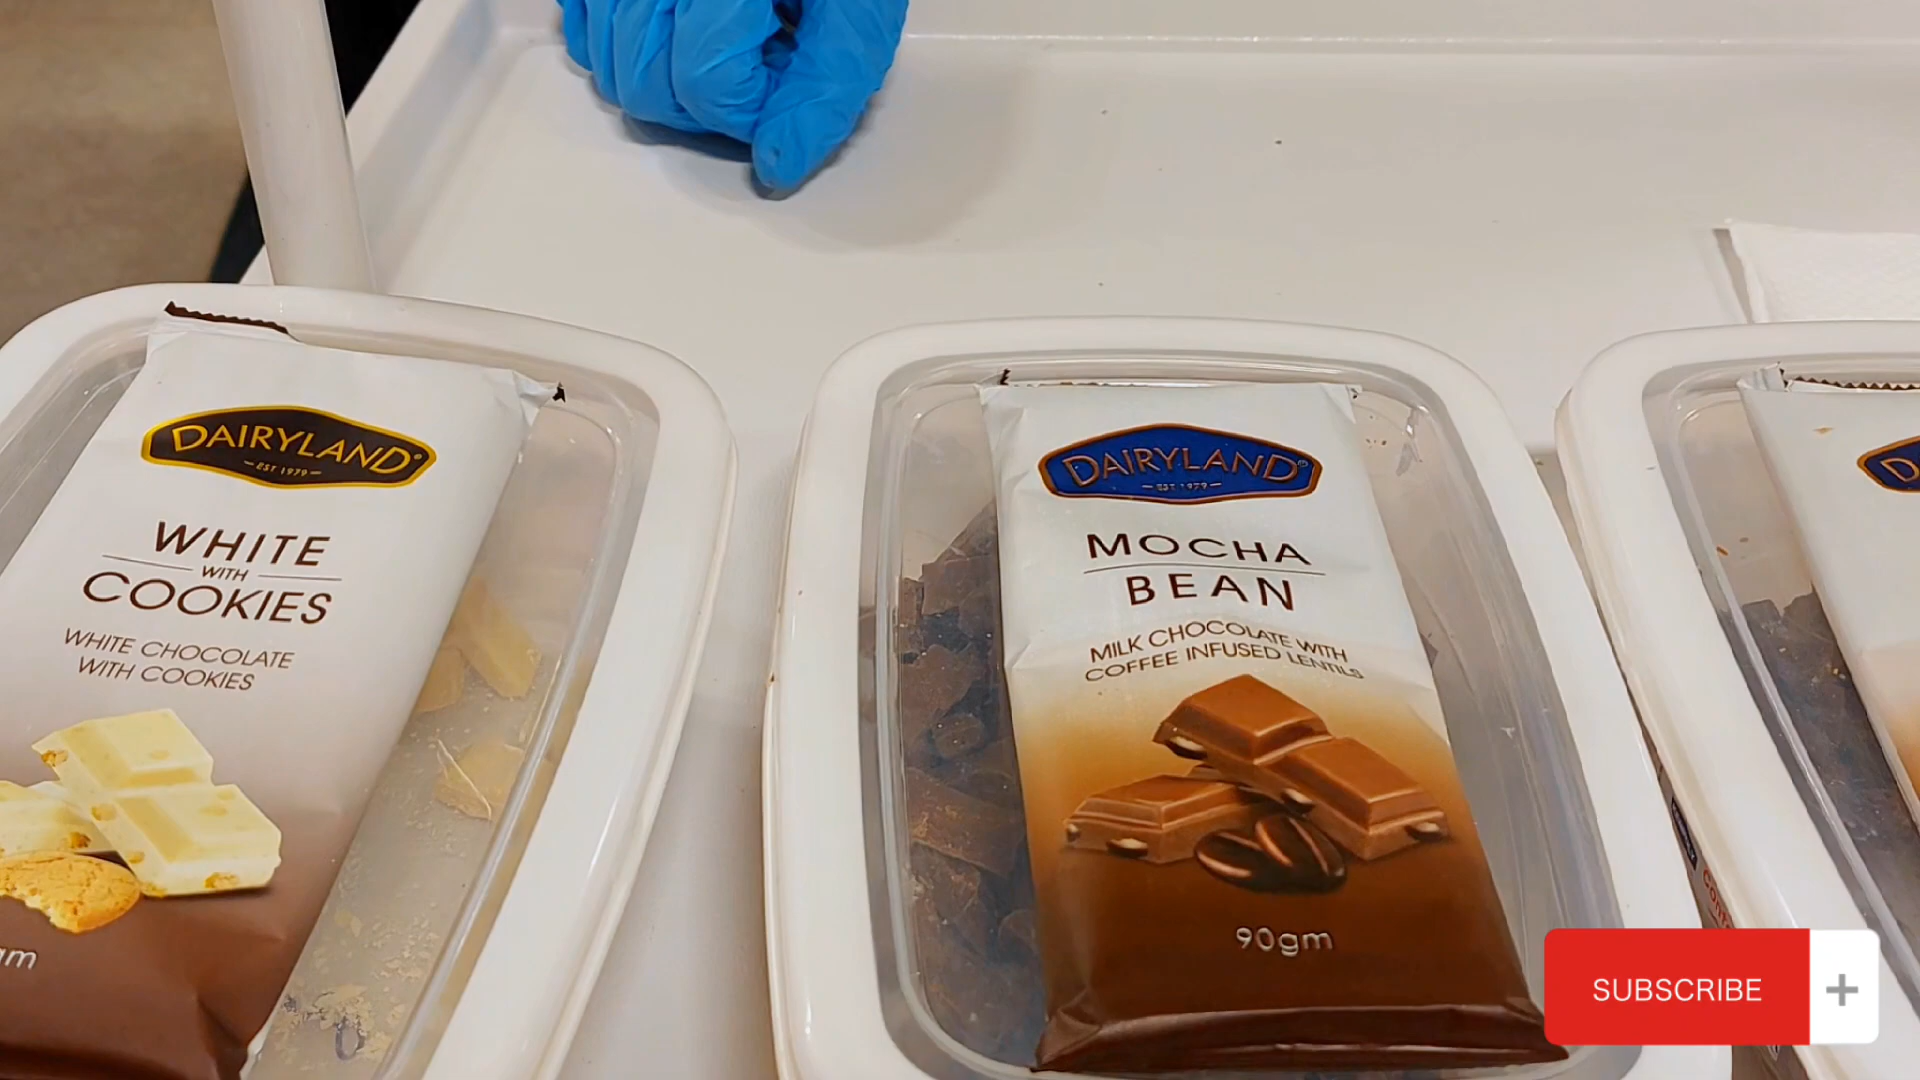 DAIRYLAND
EST 1979
WHITE
WITH
COOKIES
WHITE CHOCOLATE
WITH COOKIES
DAIRYLAND®
EST 1979
MOCHA
BEAN
MILK CHOCOLATE WITH
COFFEE INFUSED LENTILS
90gm
SUBSCRIBE +